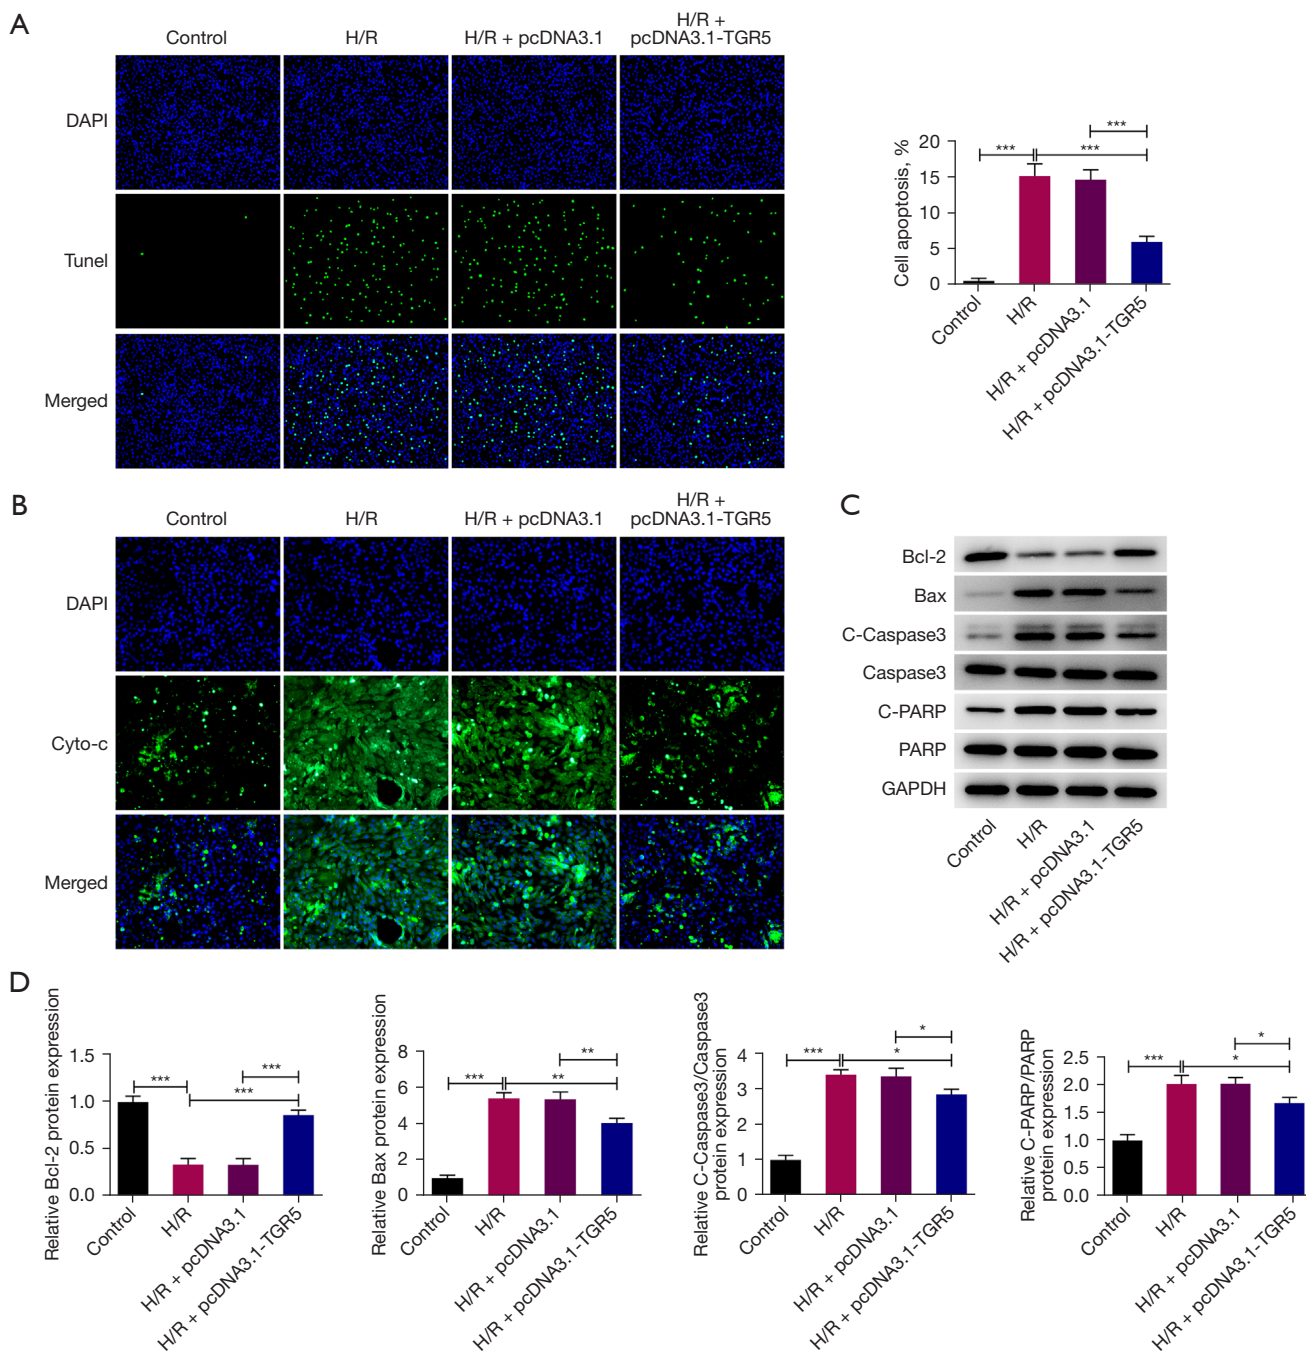 A
Control
H/R
H/R + pcDNA3.1
H/R +
pcDNA3.1-TGR5
DAPI
Tunel
Merged
Cell apoptosis, %
20
15
10
5
0
***
***
***
Control
H/R
H/R + pcDNA3.1
H/R + pcDNA3.1-TGR5
B
Control
H/R
H/R + pcDNA3.1
H/R +
pcDNA3.1-TGR5
DAPI
Cyto-c
Merged
C
Bcl-2
Bax
C-Caspase3
Caspase3
C-PARP
PARP
GAPDH
Control
H/R
H/R + pcDNA3.1
H/R + pcDNA3.1-TGR5
D
Relative Bcl-2 protein expression
1.5
1.0
0.5
0.0
***
***
***
Control
H/R
H/R + pcDNA3.1
H/R + pcDNA3.1-TGR5
Relative Bax protein expression
8
6
4
2
0
***
**
**
Control
H/R
H/R + pcDNA3.1
H/R + pcDNA3.1-TGR5
Relative C-Caspase3/Caspase3
protein expression
4
3
2
1
0
***
*
*
Control
H/R
H/R + pcDNA3.1
H/R + pcDNA3.1-TGR5
Relative C-PARP/PARP
protein expression
2.5
2.0
1.5
1.0
0.5
0.0
***
*
*
Control
H/R
H/R + pcDNA3.1
H/R + pcDNA3.1-TGR5